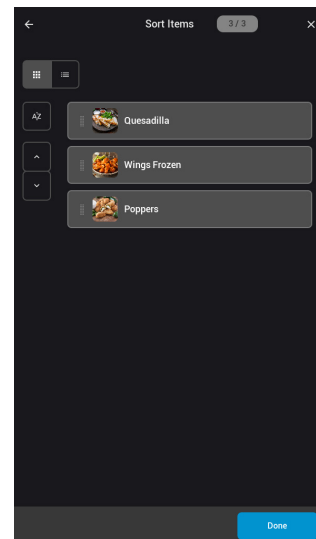 Sort Items 3 / 3
AZ
Quesadilla
Wings Frozen
Poppers
Done